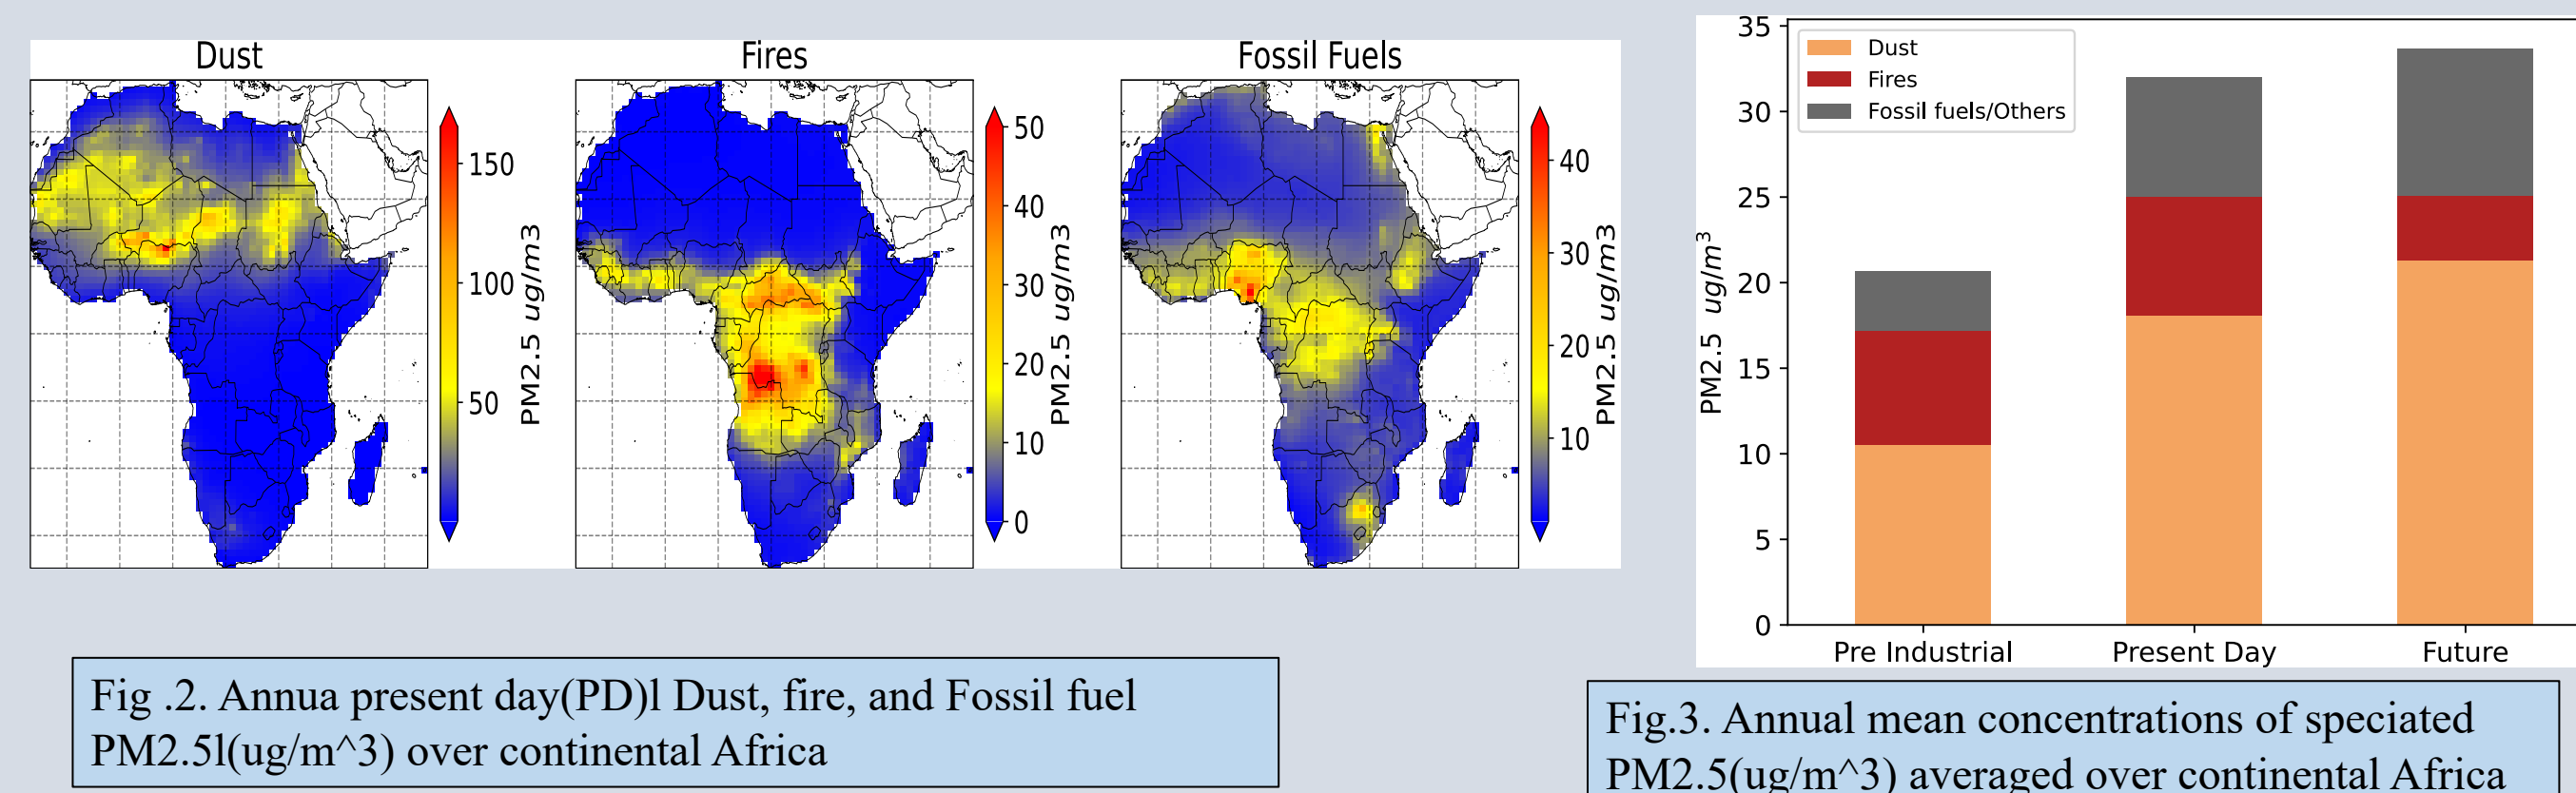 Dust
150
100
50
PM2.5 ug/m3
Fires
50
40
30
20
10
0
PM2.5 ug/m3
Fossil Fuels
40
30
20
10
PM2.5 ug/m3
Fig .2. Annua present day(PD)l Dust, fire, and Fossil fuel
PM2.5l(ug/m^3) over continental Africa
35
30
25
20
15
10
5
0
PM2.5 ug/m³
Dust
Fires
Fossil fuels/Others
Pre Industrial
Present Day
Future
Fig.3. Annual mean concentrations of speciated
PM2.5(ug/m^3) averaged over continental Africa